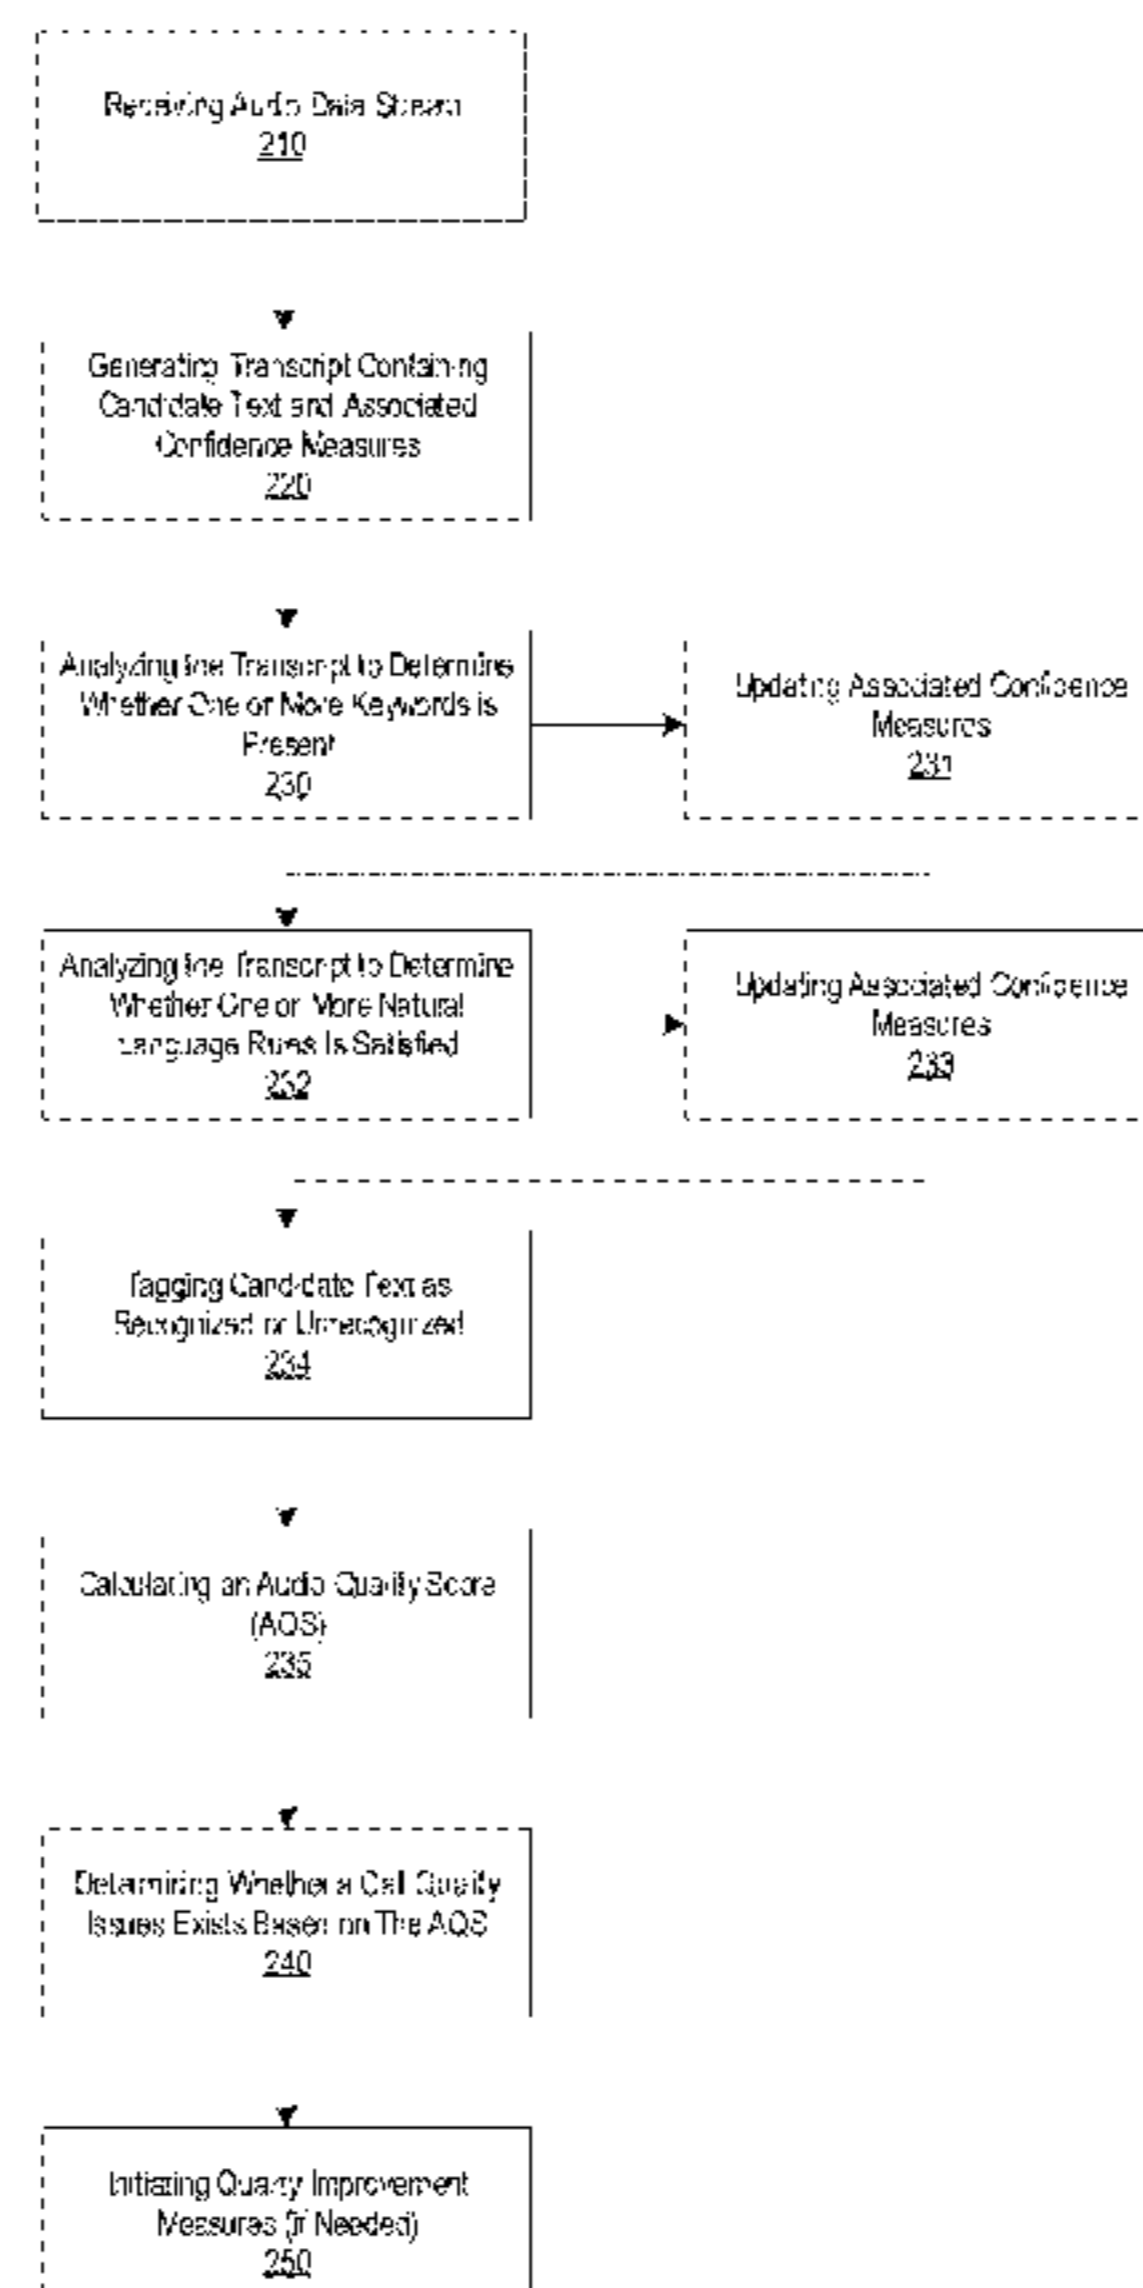 Receiving Audio Data Stream
210
Generating Transcript Containing
Candidate Text and Associated
Confidence Measures
220
Analyzing the Transcript to Determine
Whether One or More Keywords is
Present
230
Updating Associated Confidence
Measures
231
Analyzing the Transcript to Determine
Whether One or More Natural
Language Rules Is Satisfied
232
Updating Associated Confidence
Measures
233
Tagging Candidate Text as
Recognized or Unrecognized
234
Calculating an Audio Quality Score
(AQS)
235
Determining Whether a Call Quality
Issues Exists Based on The AQS
240
Initiating Quality Improvement
Measures (if Needed)
250